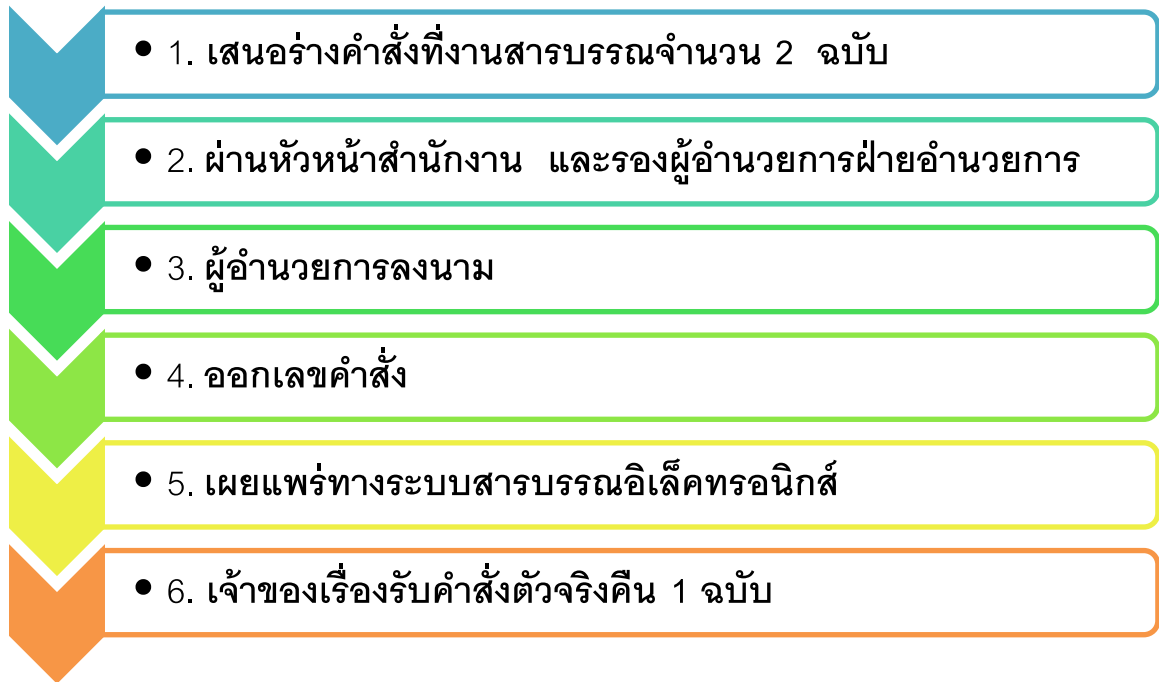 • 1. เสนอร่างคำสั่งที่งานสารบรรณจำนวน 2 ฉบับ
• 2. ผ่านหัวหน้าสำนักงาน และรองผู้อำนวยการฝ่ายอำนวยการ
• 3. ผู้อำนวยการลงนาม
• 4. ออกเลขคำสั่ง
• 5. เผยแพร่ทางระบบสารบรรณอิเล็คทรอนิกส์
• 6. เจ้าของเรื่องรับคำสั่งตัวจริงคืน 1 ฉบับ